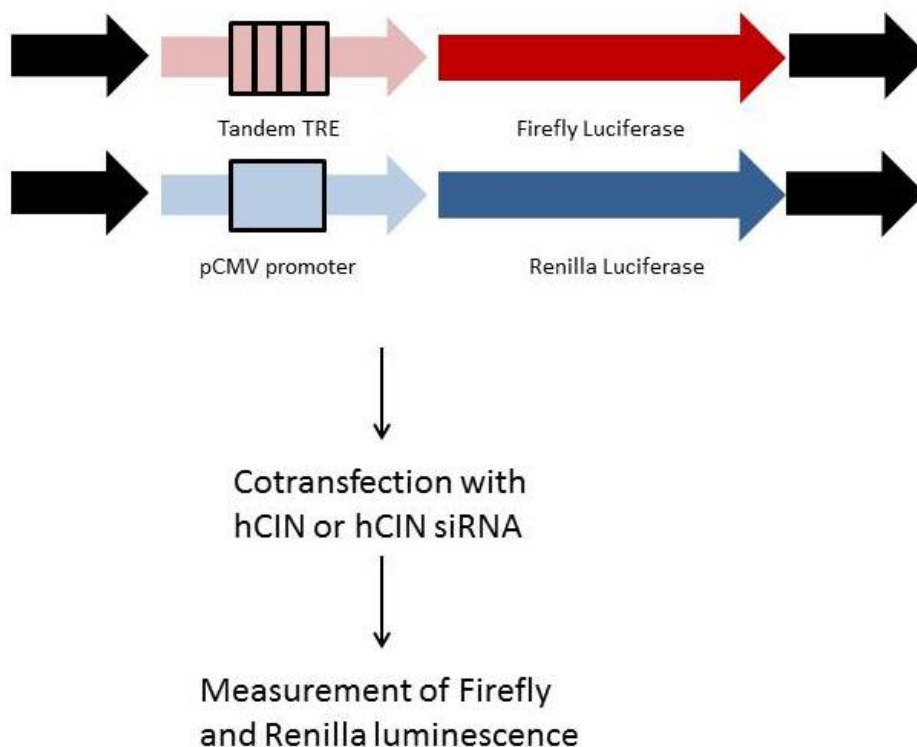 Tandem TRE
Firefly Luciferase
pCMV promoter
Renilla Luciferase
Cotransfection with
hCIN or hCIN siRNA
Measurement of Firefly
and Renilla luminescence